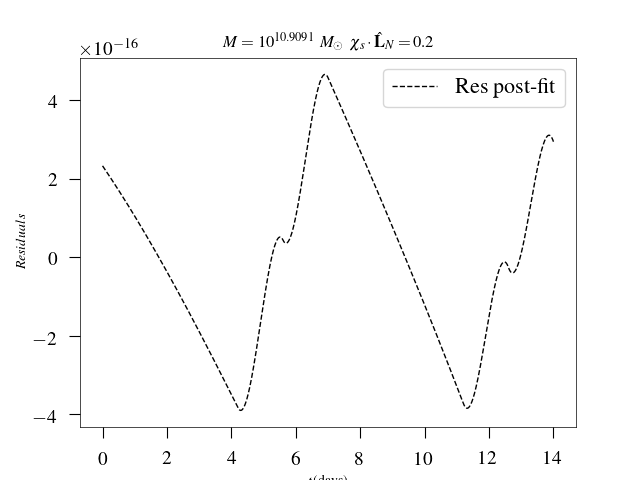 ×10⁻¹⁶
M = 10^10.9091 M☉ χs · L̂N = 0.2
Res post-fit
4
2
0
−2
−4
Residuals
0 2 4 6 8 10 12 14
t(days)